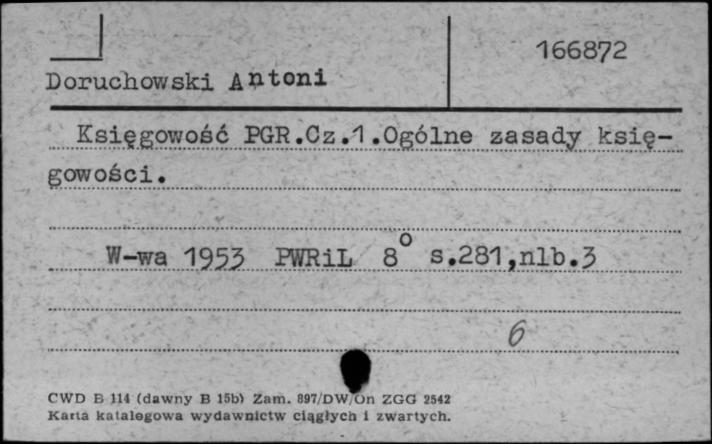 166872
Doruchowski Antoni
Księgowość PGR.Cz.1.Ogólne zasady księ-
gowości.
W-wa 1953 PWRiL 8° s.281,nlb.3
6
CWD B 114 (dawny B 15b) Zam. 897/DW/On ZGG 2542
Karta katalogowa wydawnictw ciągłych i zwartych.